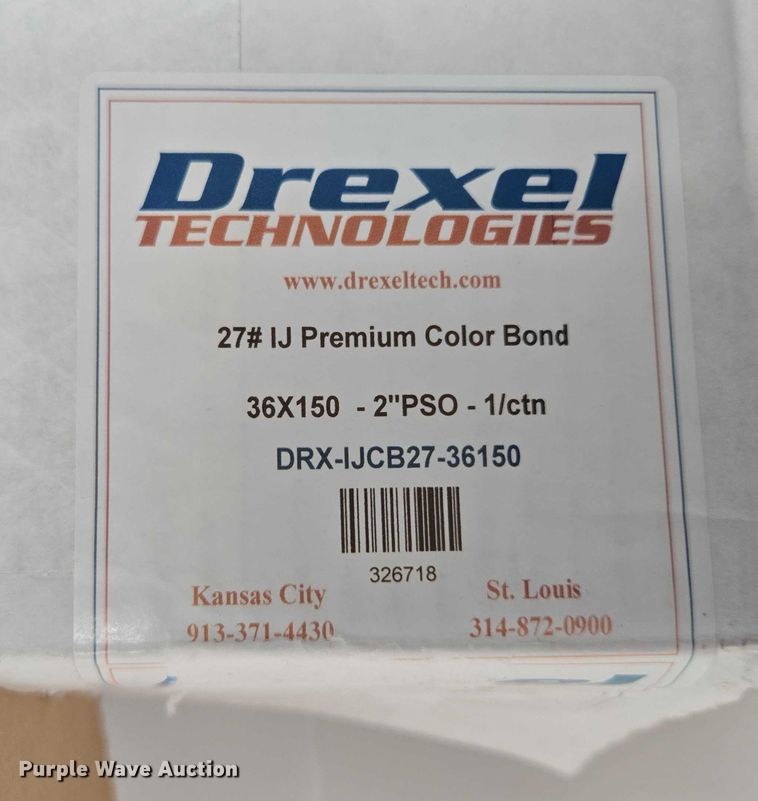 Drexel
TECHNOLOGIES
www.drexeltech.com
27# IJ Premium Color Bond
36X150 - 2"PSO - 1/ctn
DRX-IJCB27-36150
326718
Kansas City
St. Louis
913-371-4430
314-872-0900
Purple Wave Auction